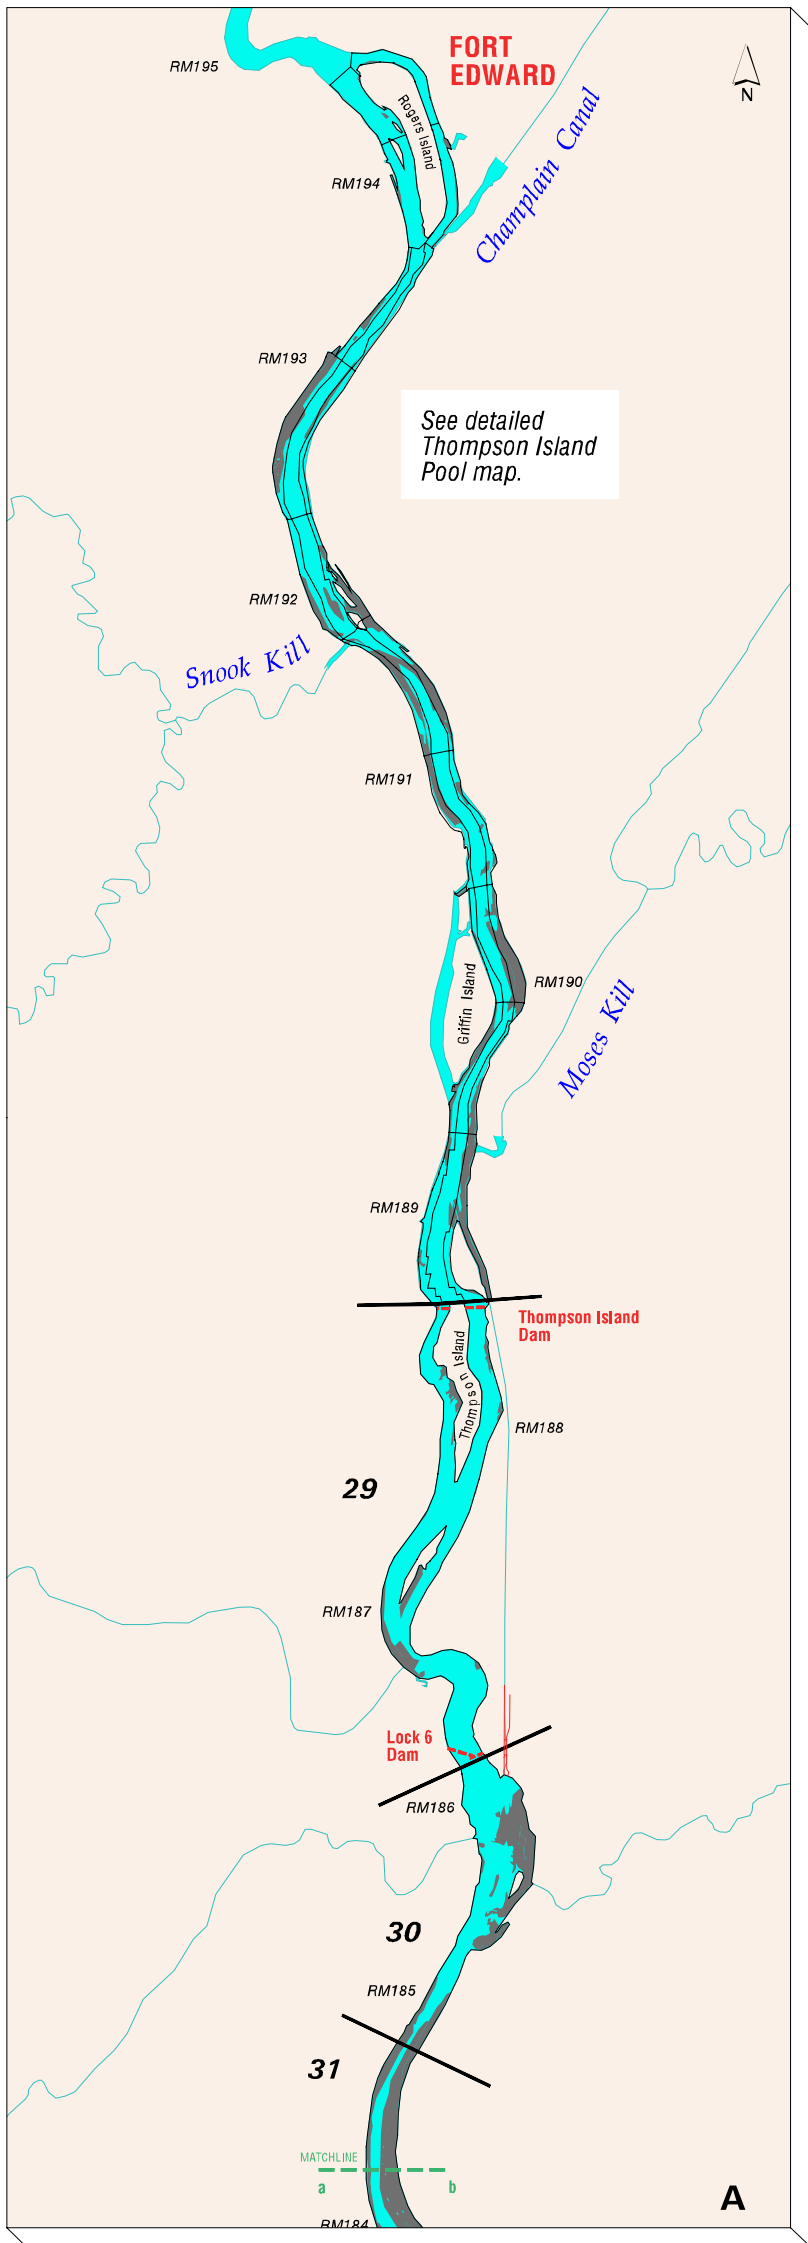 FORT
EDWARD
RM195
N
Rogers Island
Champlain Canal
RM194
RM193
See detailed
Thompson Island
Pool map.
RM192
Snook Kill
RM191
RM190
Griffin Island
Moses Kill
RM189
Thompson Island
Dam
Thompson Island
RM188
29
RM187
Lock 6
Dam
RM186
30
RM185
31
MATCHLINE
a
b
A
RM184